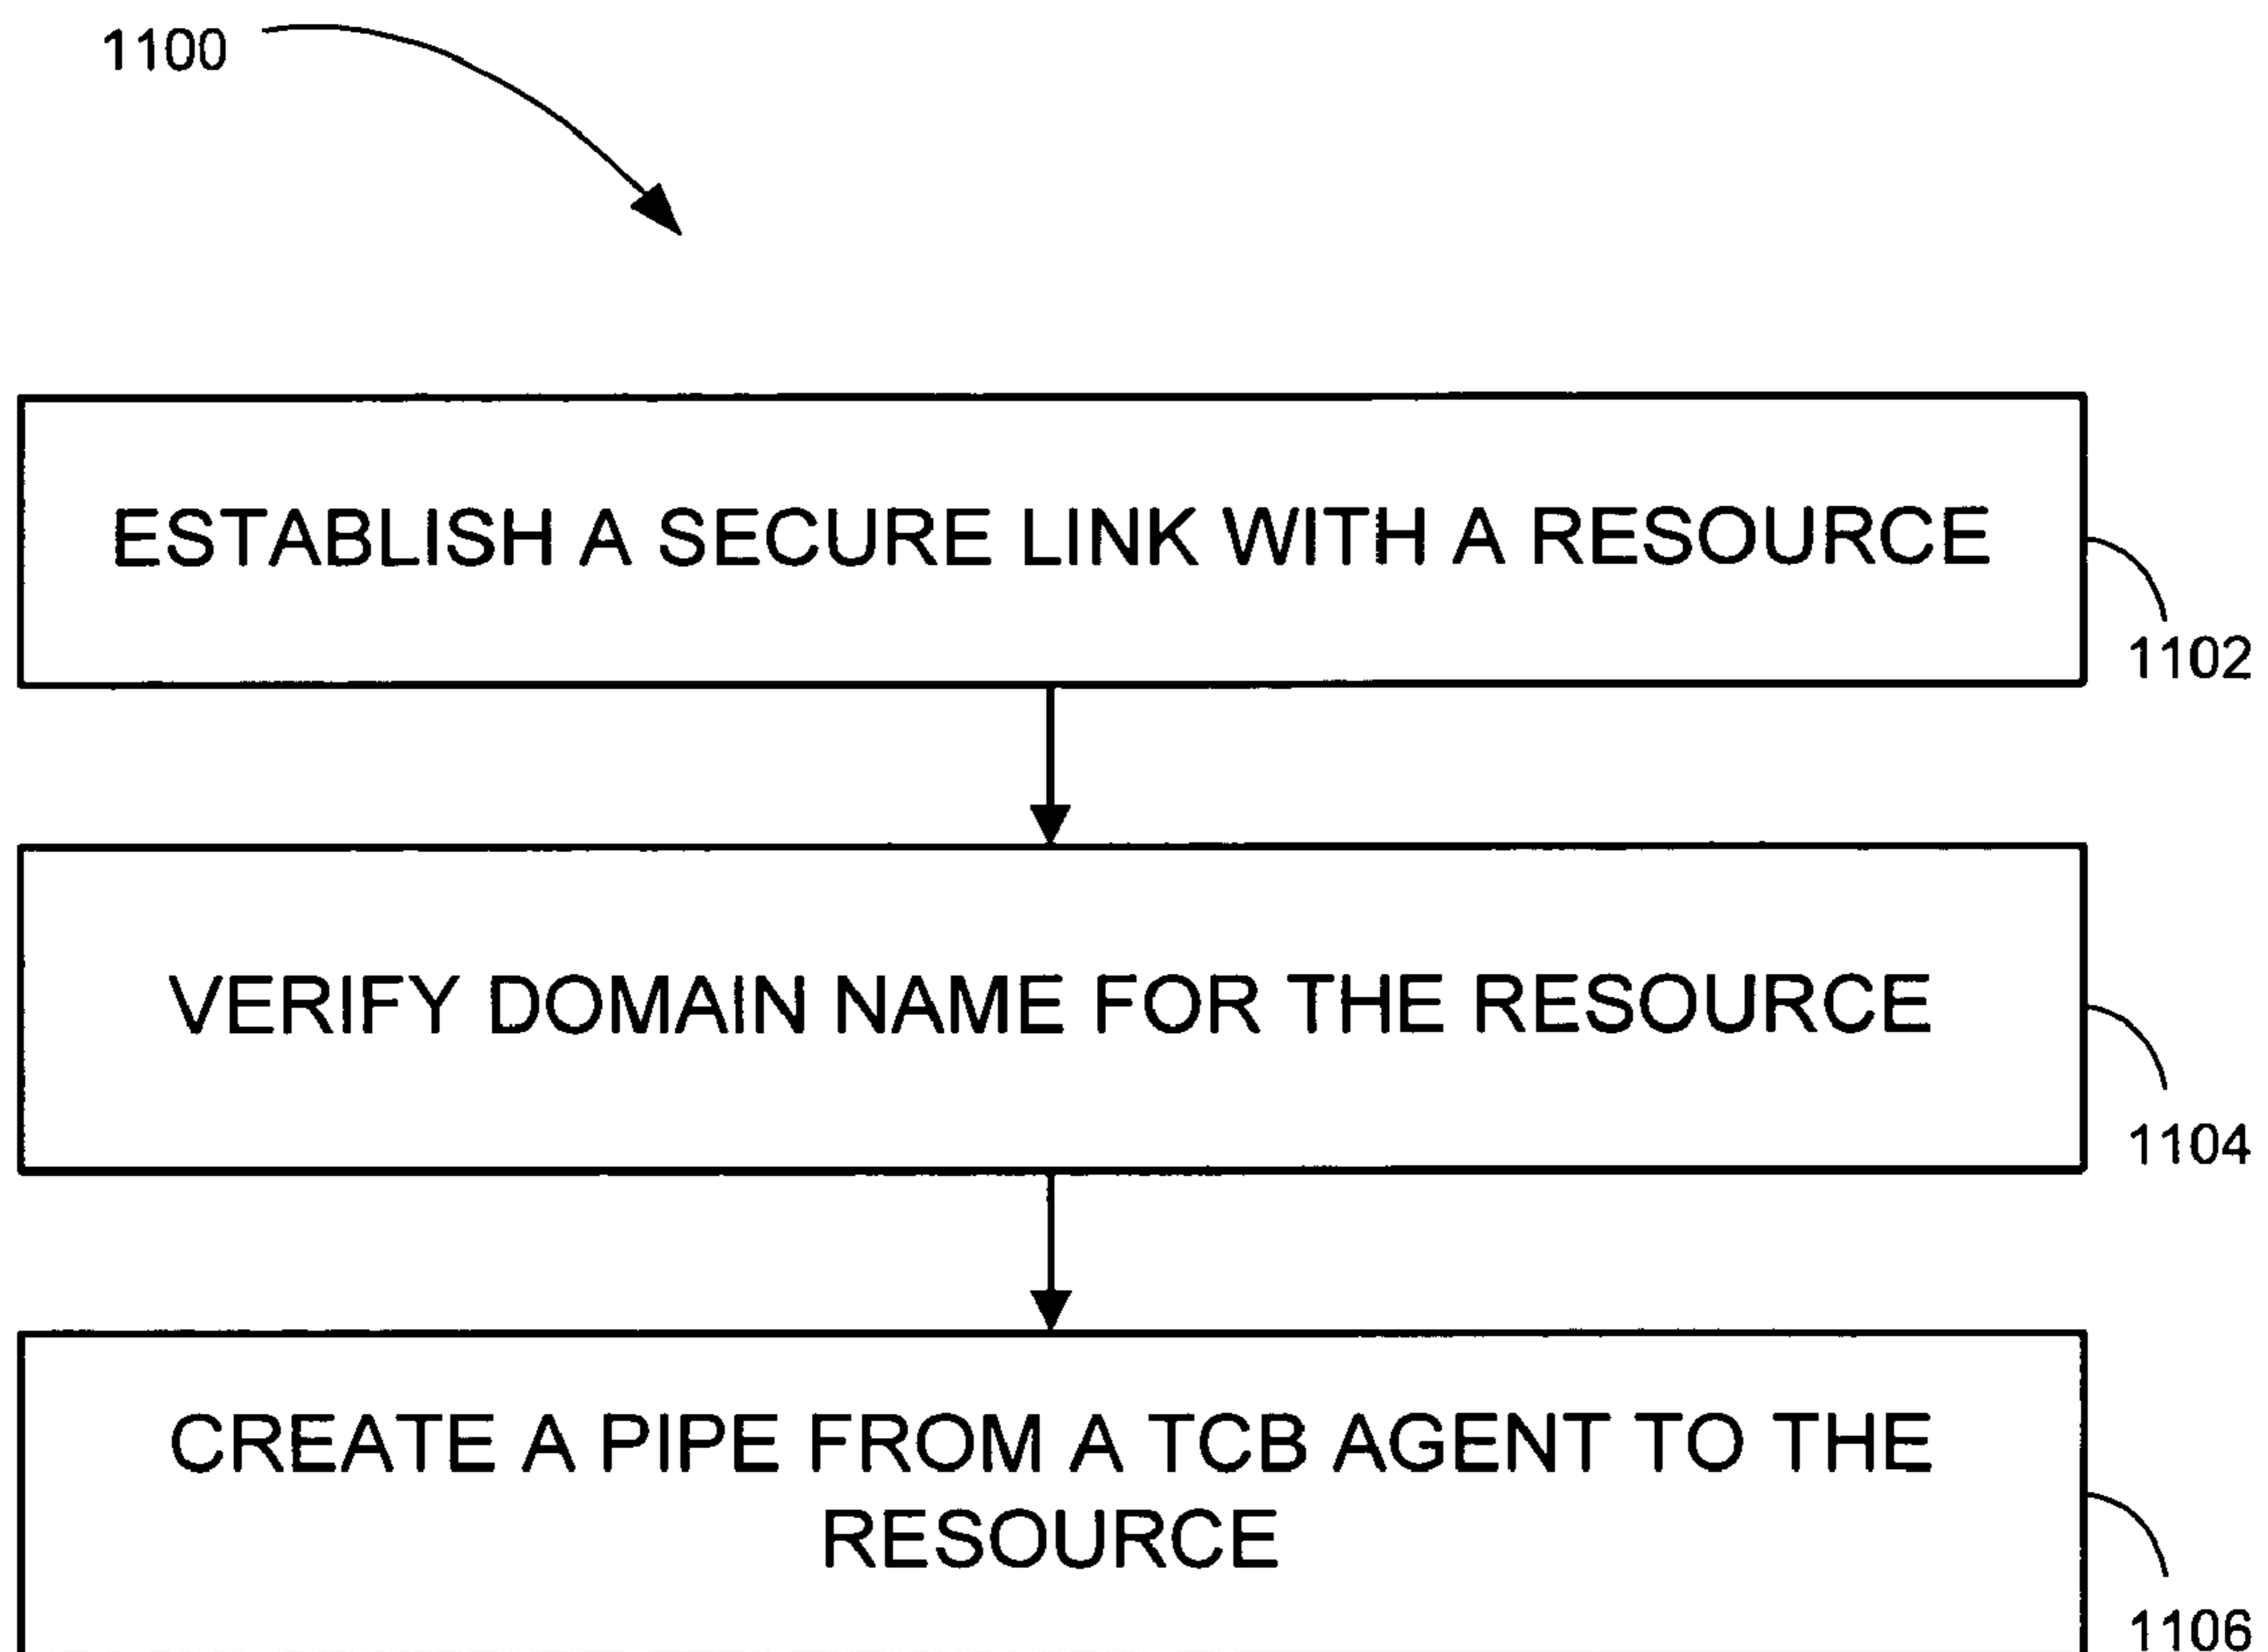 1100
ESTABLISH A SECURE LINK WITH A RESOURCE
1102
VERIFY DOMAIN NAME FOR THE RESOURCE
1104
CREATE A PIPE FROM A TCB AGENT TO THE
RESOURCE
1106